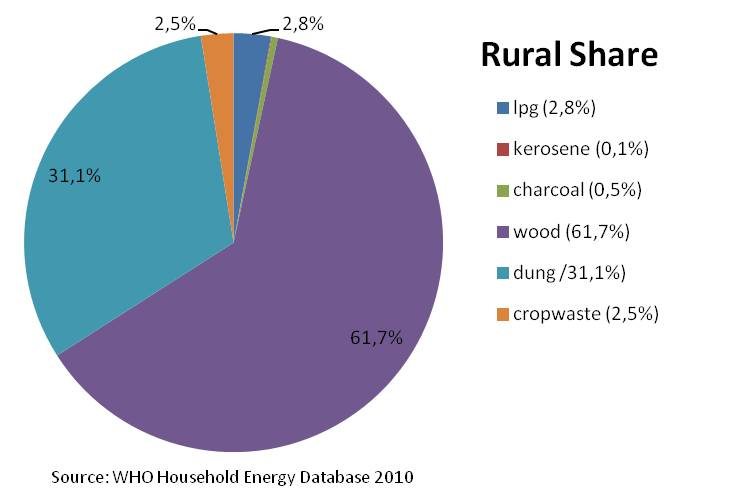 2,5%
2,8%
Rural Share
lpg (2,8%)
kerosene (0,1%)
charcoal (0,5%)
wood (61,7%)
dung /31,1%)
cropwaste (2,5%)
31,1%
61,7%
Source: WHO Household Energy Database 2010